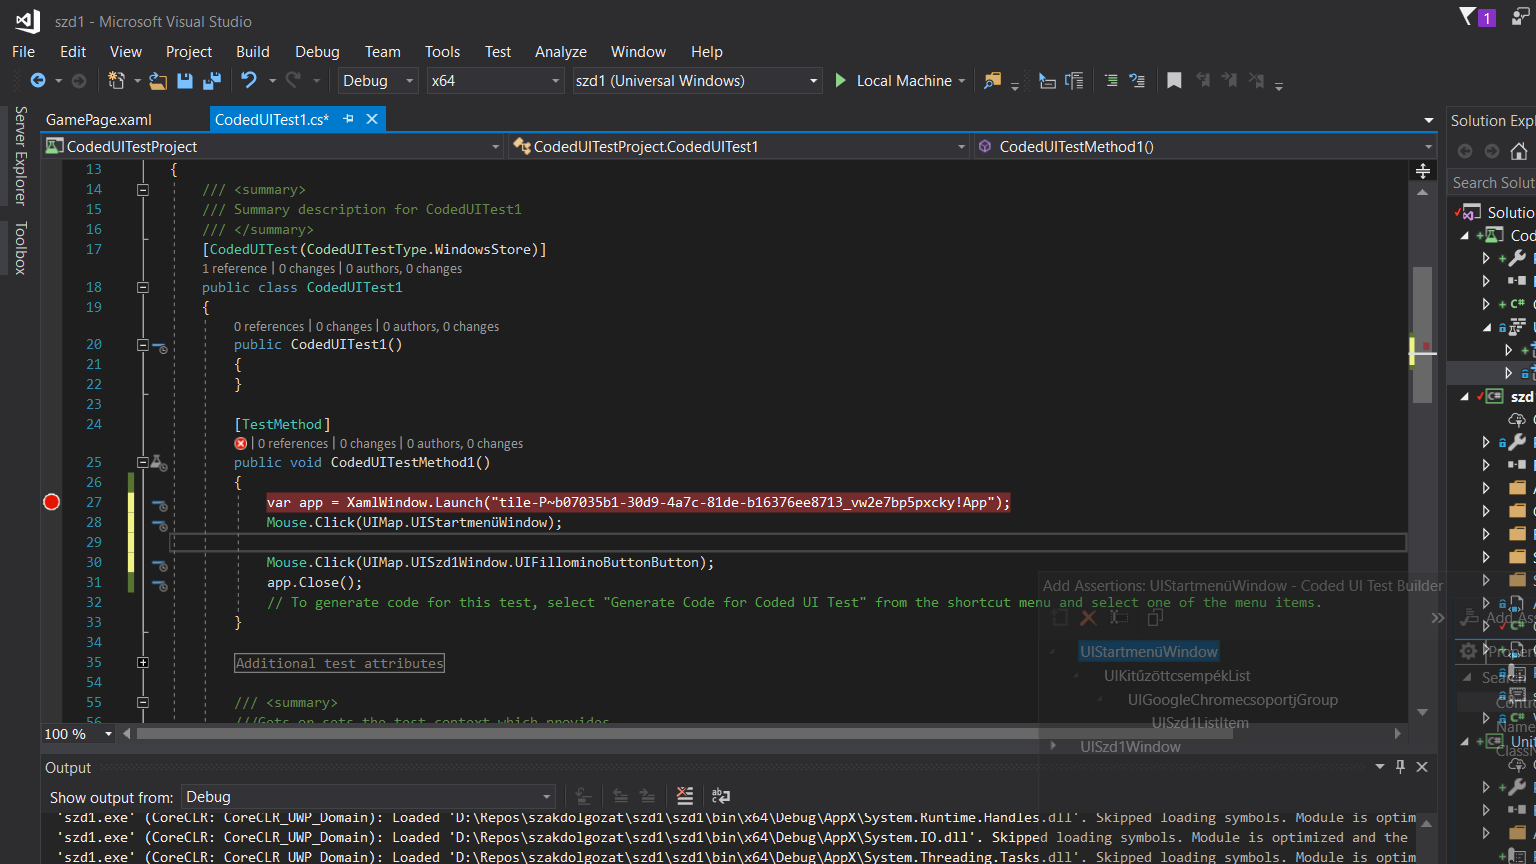 szd1 - Microsoft Visual Studio
1
File Edit View Project Build Debug Team Tools Test Analyze Window Help
Debug x64 szd1 (Universal Windows) Local Machine
Server Explorer
Toolbox
GamePage.xaml CodedUITest1.cs*
CodedUITestProject CodedUITestProject.CodedUITest1 CodedUITestMethod1()
13 {
14 /// <summary>
15 /// Summary description for CodedUITest1
16 /// </summary>
17 [CodedUITest(CodedUITestType.WindowsStore)]
1 reference | 0 changes | 0 authors, 0 changes
18 public class CodedUITest1
19 {
0 references | 0 changes | 0 authors, 0 changes
20 public CodedUITest1()
21 {
22 }
23
24 [TestMethod]
| 0 references | 0 changes | 0 authors, 0 changes
25 public void CodedUITestMethod1()
26 {
27 var app = XamlWindow.Launch("tile-P~b07035b1-30d9-4a7c-81de-b16376ee8713_vw2e7bp5pxcky!App");
28 Mouse.Click(UIMap.UIStartmenüWindow);
29
30 Mouse.Click(UIMap.UISzd1Window.UIFillominoButtonButton);
31 app.Close();
32 // To generate code for this test, select "Generate Code for Coded UI Test" from the shortcut menu and select one of the menu items.
33 }
34
35 Additional test attributes
54
55 /// <summary>
56 ///Gets or sets the test context which provides
100 %
Add Assertions: UIStartmenüWindow - Coded UI Test Builder
Add Ass
UIStartmenüWindow
UIKitűzöttcsempékList
UIGoogleChromecsoportjGroup
UISzd1ListItem
UISzd1Window
Proper
Search
Contro
Name
ClassN
Solution Expl
Search Solut
Solutio
Cod
C#
szd
C#
Unit
Output
Show output from: Debug
'szd1.exe' (CoreCLR: CoreCLR_UWP_Domain): Loaded 'D:\Repos\szakdolgozat\szd1\szd1\bin\x64\Debug\AppX\System.Runtime.Handles.dll'. Skipped loading symbols. Module is optim
'szd1.exe' (CoreCLR: CoreCLR_UWP_Domain): Loaded 'D:\Repos\szakdolgozat\szd1\szd1\bin\x64\Debug\AppX\System.IO.dll'. Skipped loading symbols. Module is optimized and the
'szd1.exe' (CoreCLR: CoreCLR_UWP_Domain): Loaded 'D:\Repos\szakdolgozat\szd1\szd1\bin\x64\Debug\AppX\System.Threading.Tasks.dll'. Skipped loading symbols. Module is optim